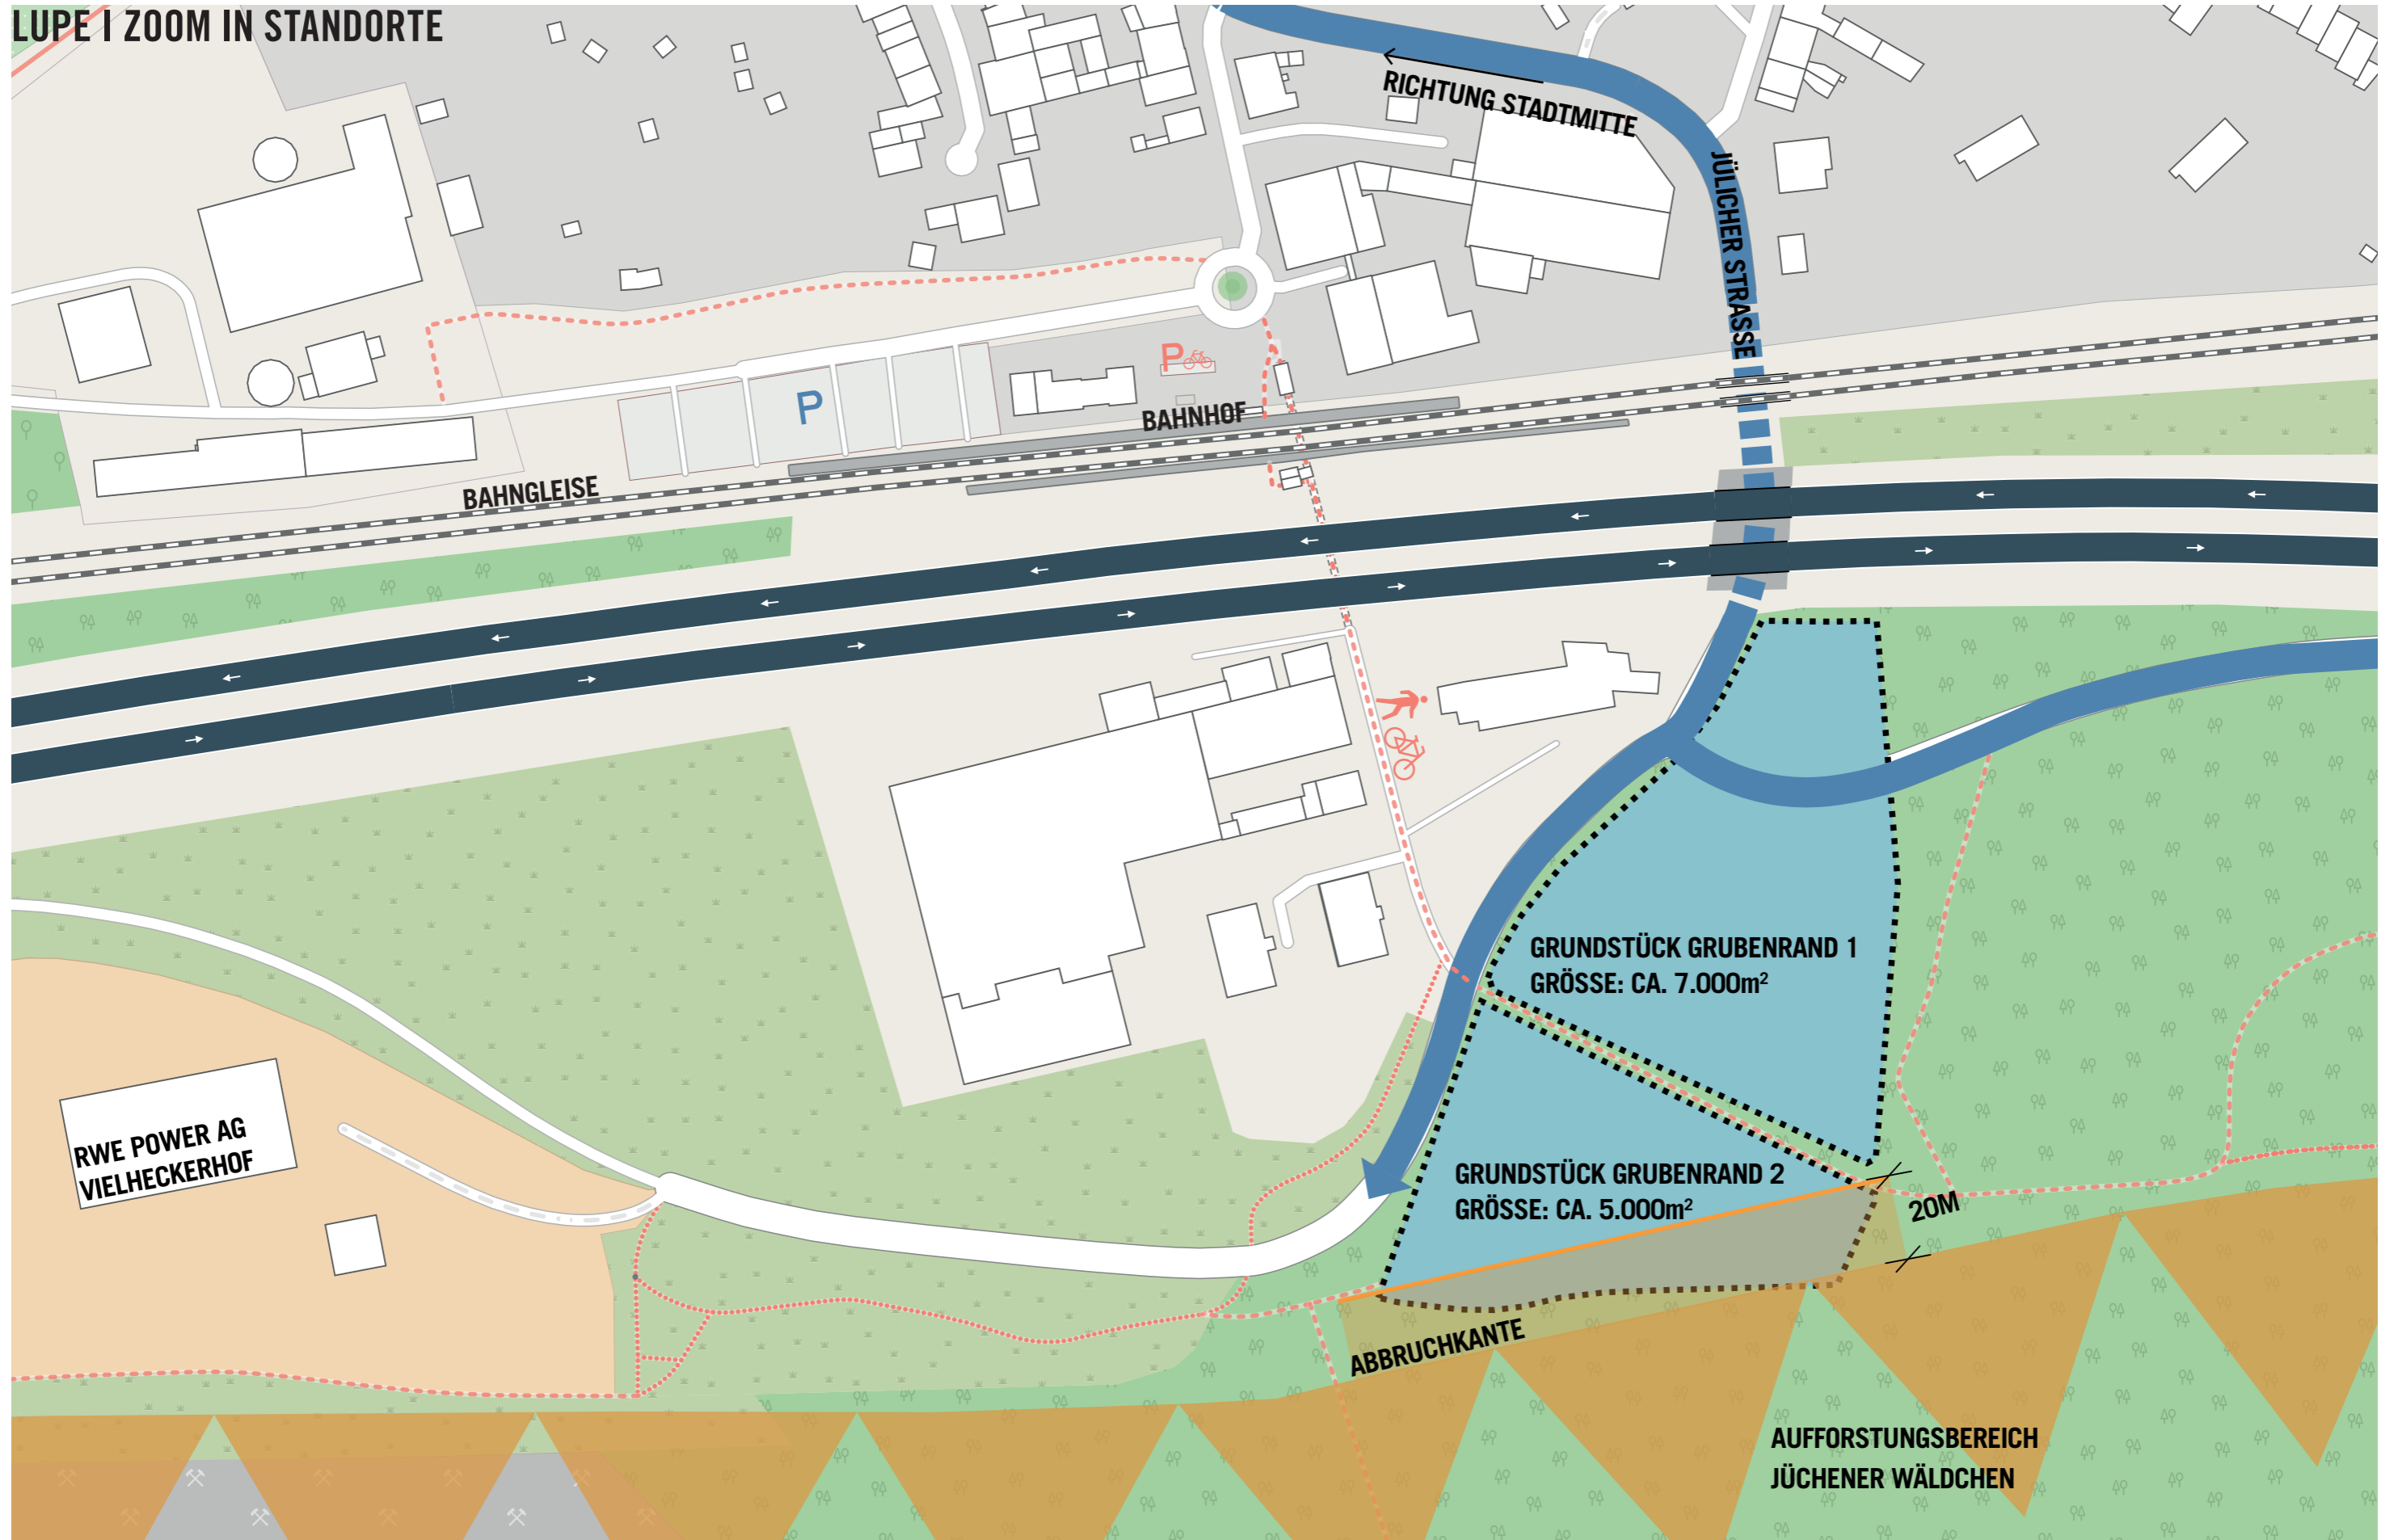 LUPE I ZOOM IN STANDORTE
RICHTUNG STADTMITTE
JÜLICHER STRASSE
P
P
BAHNHOF
BAHNGLEISE
GRUNDSTÜCK GRUBENRAND 1
GRÖSSE: CA. 7.000m²
RWE POWER AG
VIELHECKERHOF
GRUNDSTÜCK GRUBENRAND 2
GRÖSSE: CA. 5.000m²
20M
ABBRUCHKANTE
AUFFORSTUNGSBEREICH
JÜCHENER WÄLDCHEN